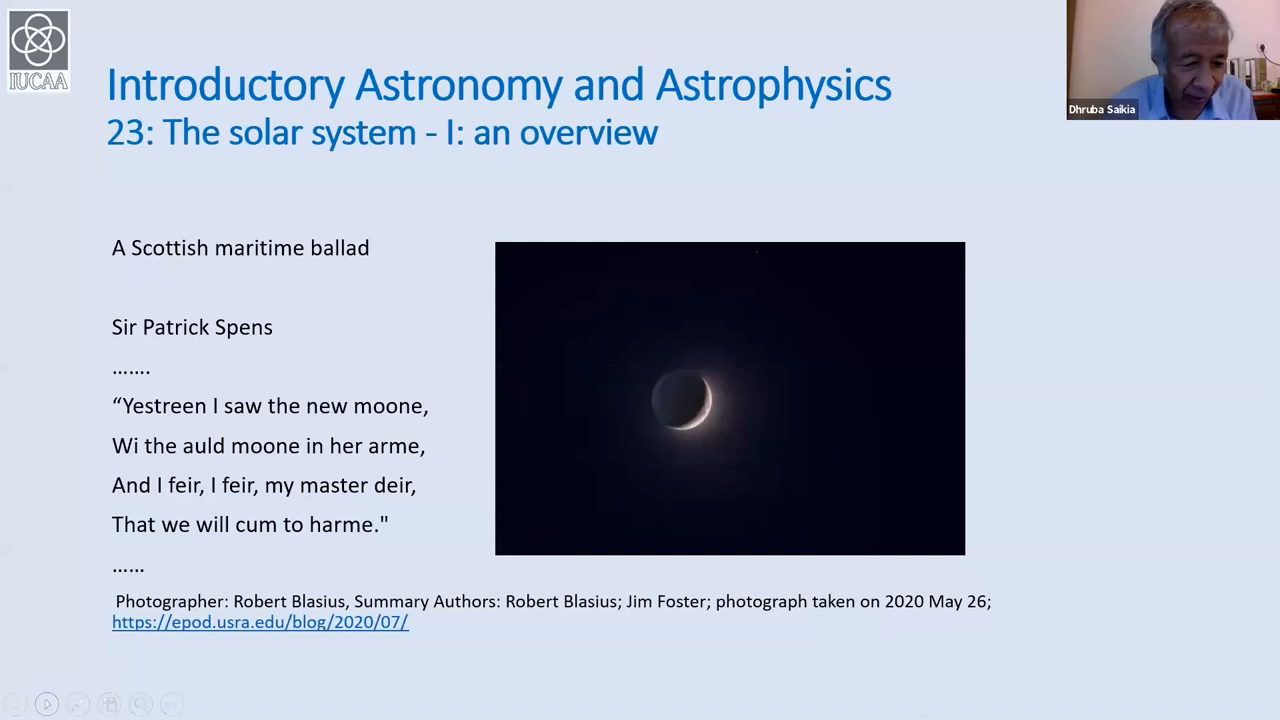 IUCAA
Introductory Astronomy and Astrophysics
23: The solar system - I: an overview
Dhruba Saikia
A Scottish maritime ballad
Sir Patrick Spens
…….
“Yestreen I saw the new moone,
Wi the auld moone in her arme,
And I feir, I feir, my master deir,
That we will cum to harme."
……
Photographer: Robert Blasius, Summary Authors: Robert Blasius; Jim Foster; photograph taken on 2020 May 26;
https://epod.usra.edu/blog/2020/07/